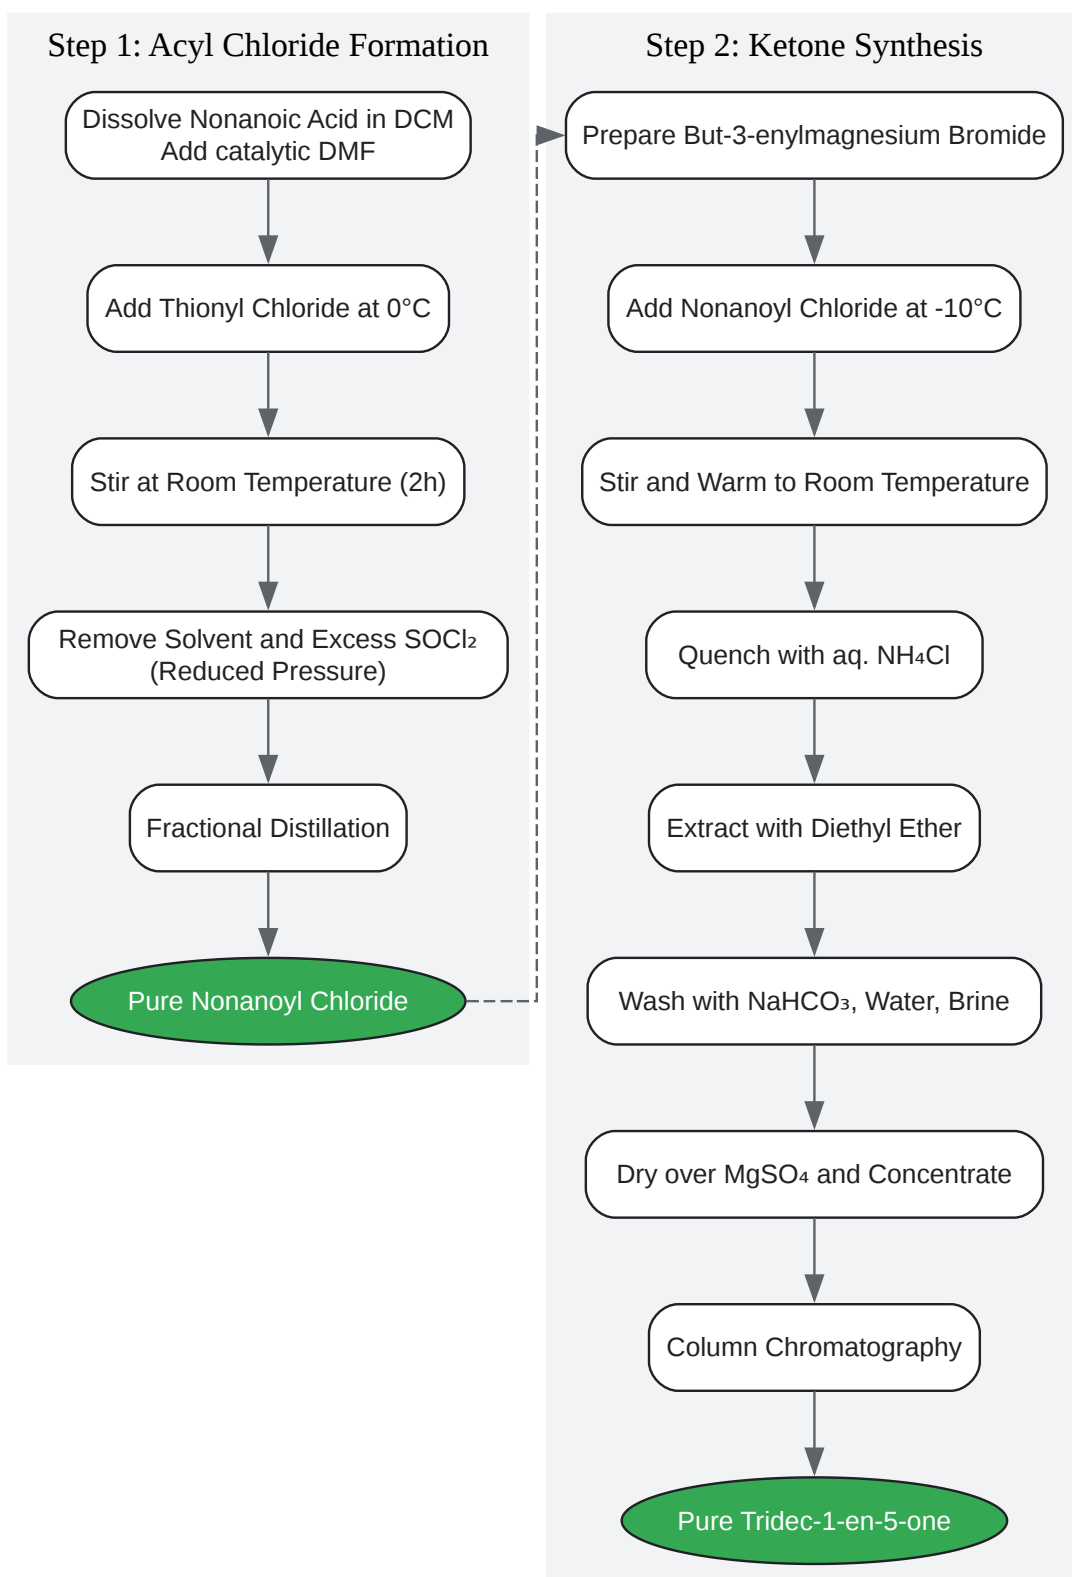 Step 1: Acyl Chloride Formation
Dissolve Nonanoic Acid in DCM
Add catalytic DMF
Add Thionyl Chloride at 0°C
Stir at Room Temperature (2h)
Remove Solvent and Excess SOCl₂
(Reduced Pressure)
Fractional Distillation
Pure Nonanoyl Chloride
Step 2: Ketone Synthesis
Prepare But-3-enylmagnesium Bromide
Add Nonanoyl Chloride at -10°C
Stir and Warm to Room Temperature
Quench with aq. NH₄Cl
Extract with Diethyl Ether
Wash with NaHCO₃, Water, Brine
Dry over MgSO₄ and Concentrate
Column Chromatography
Pure Tridec-1-en-5-one